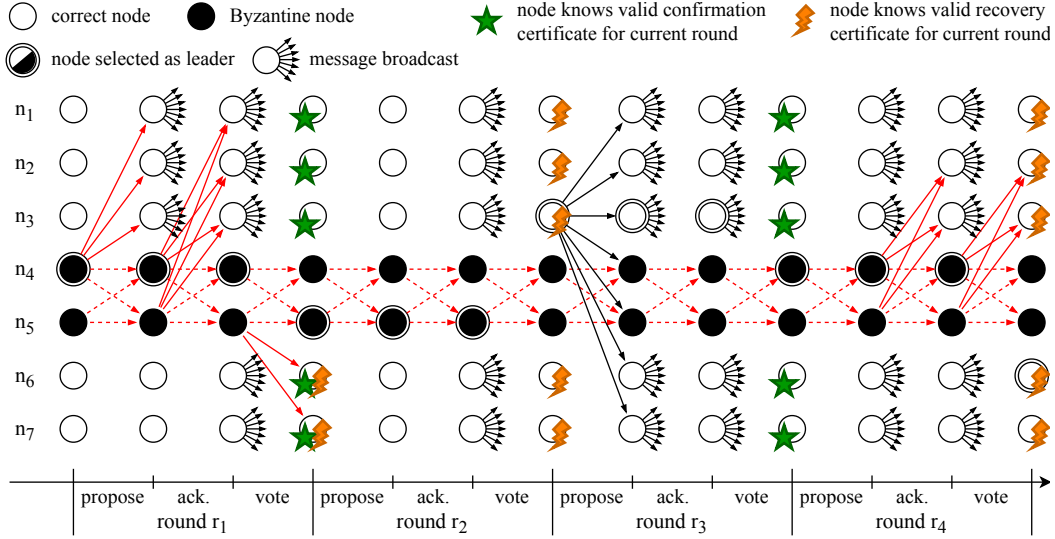 correct node
Byzantine node
node knows valid confirmation
certificate for current round
node knows valid recovery
certificate for current round
node selected as leader
message broadcast
n1
n2
n3
n4
n5
n6
n7
propose ack. vote propose ack. vote propose ack. vote propose ack. vote
round r1 round r2 round r3 round r4